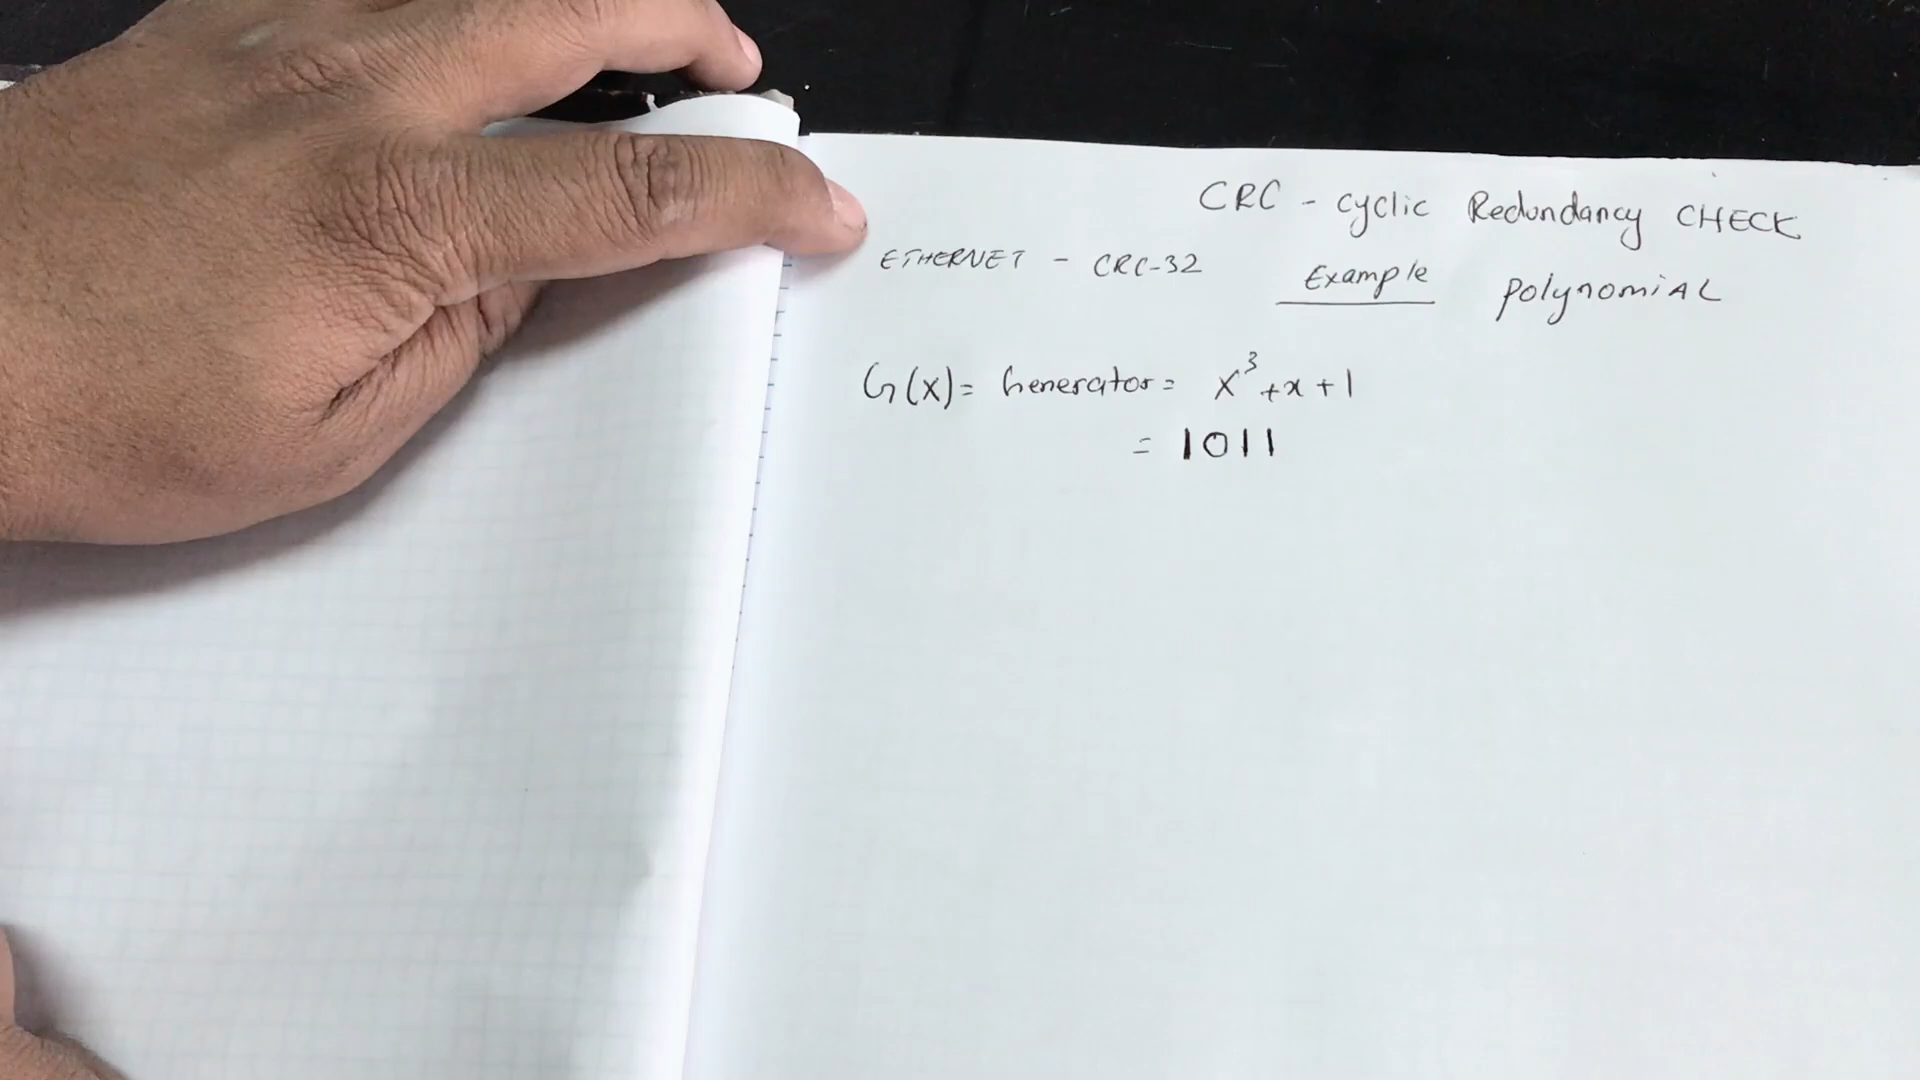 CRC - Cyclic Redundancy CHECK
ETHERNET - CRC-32 Example PolynomiAL
G(x) = Generator = x³ + x + 1
= 1011